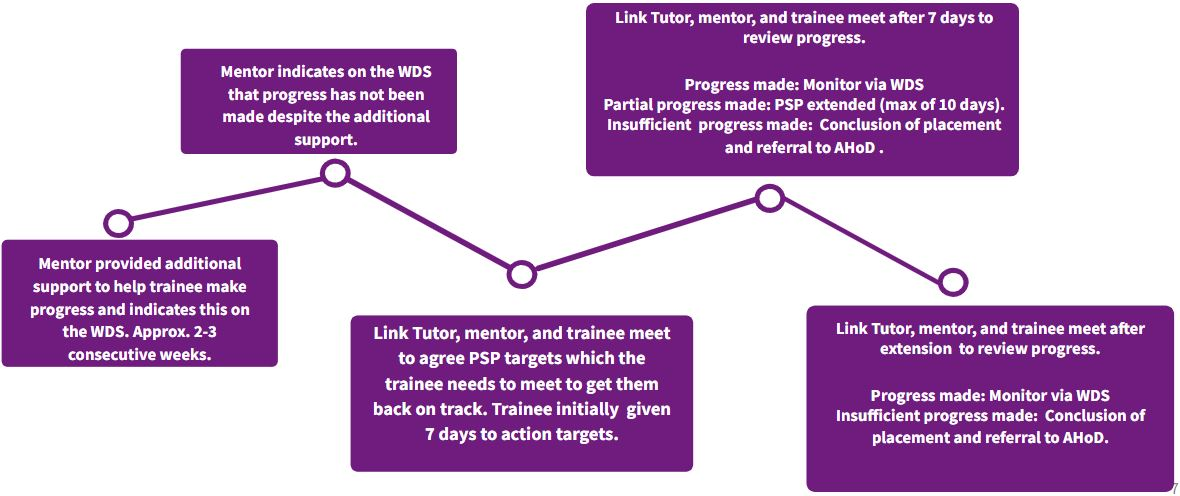 Mentor provided additional
support to help trainee make
progress and indicates this on
the WDS. Approx. 2-3
consecutive weeks.
Mentor indicates on the WDS
that progress has not been
made despite the additional
support.
Link Tutor, mentor, and trainee meet
to agree PSP targets which the
trainee needs to meet to get them
back on track. Trainee initially given
7 days to action targets.
Link Tutor, mentor, and trainee meet after 7 days to
review progress.
Progress made: Monitor via WDS
Partial progress made: PSP extended (max of 10 days).
Insufficient progress made: Conclusion of placement
and referral to AHoD .
Link Tutor, mentor, and trainee meet after
extension to review progress.
Progress made: Monitor via WDS
Insufficient progress made: Conclusion of
placement and referral to AHoD.
7